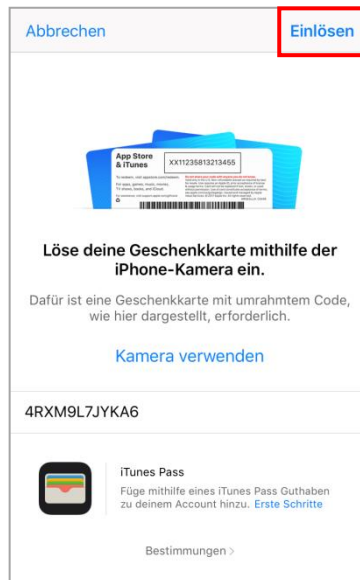 Abbrechen
Einlösen
App Store
& iTunes
XX11235813213455
Löse deine Geschenkkarte mithilfe der
iPhone-Kamera ein.
Dafür ist eine Geschenkkarte mit umrahmtem Code,
wie hier dargestellt, erforderlich.
Kamera verwenden
4RXM9L7JYKA6
iTunes Pass
Füge mithilfe eines iTunes Pass Guthaben
zu deinem Account hinzu. Erste Schritte
Bestimmungen >